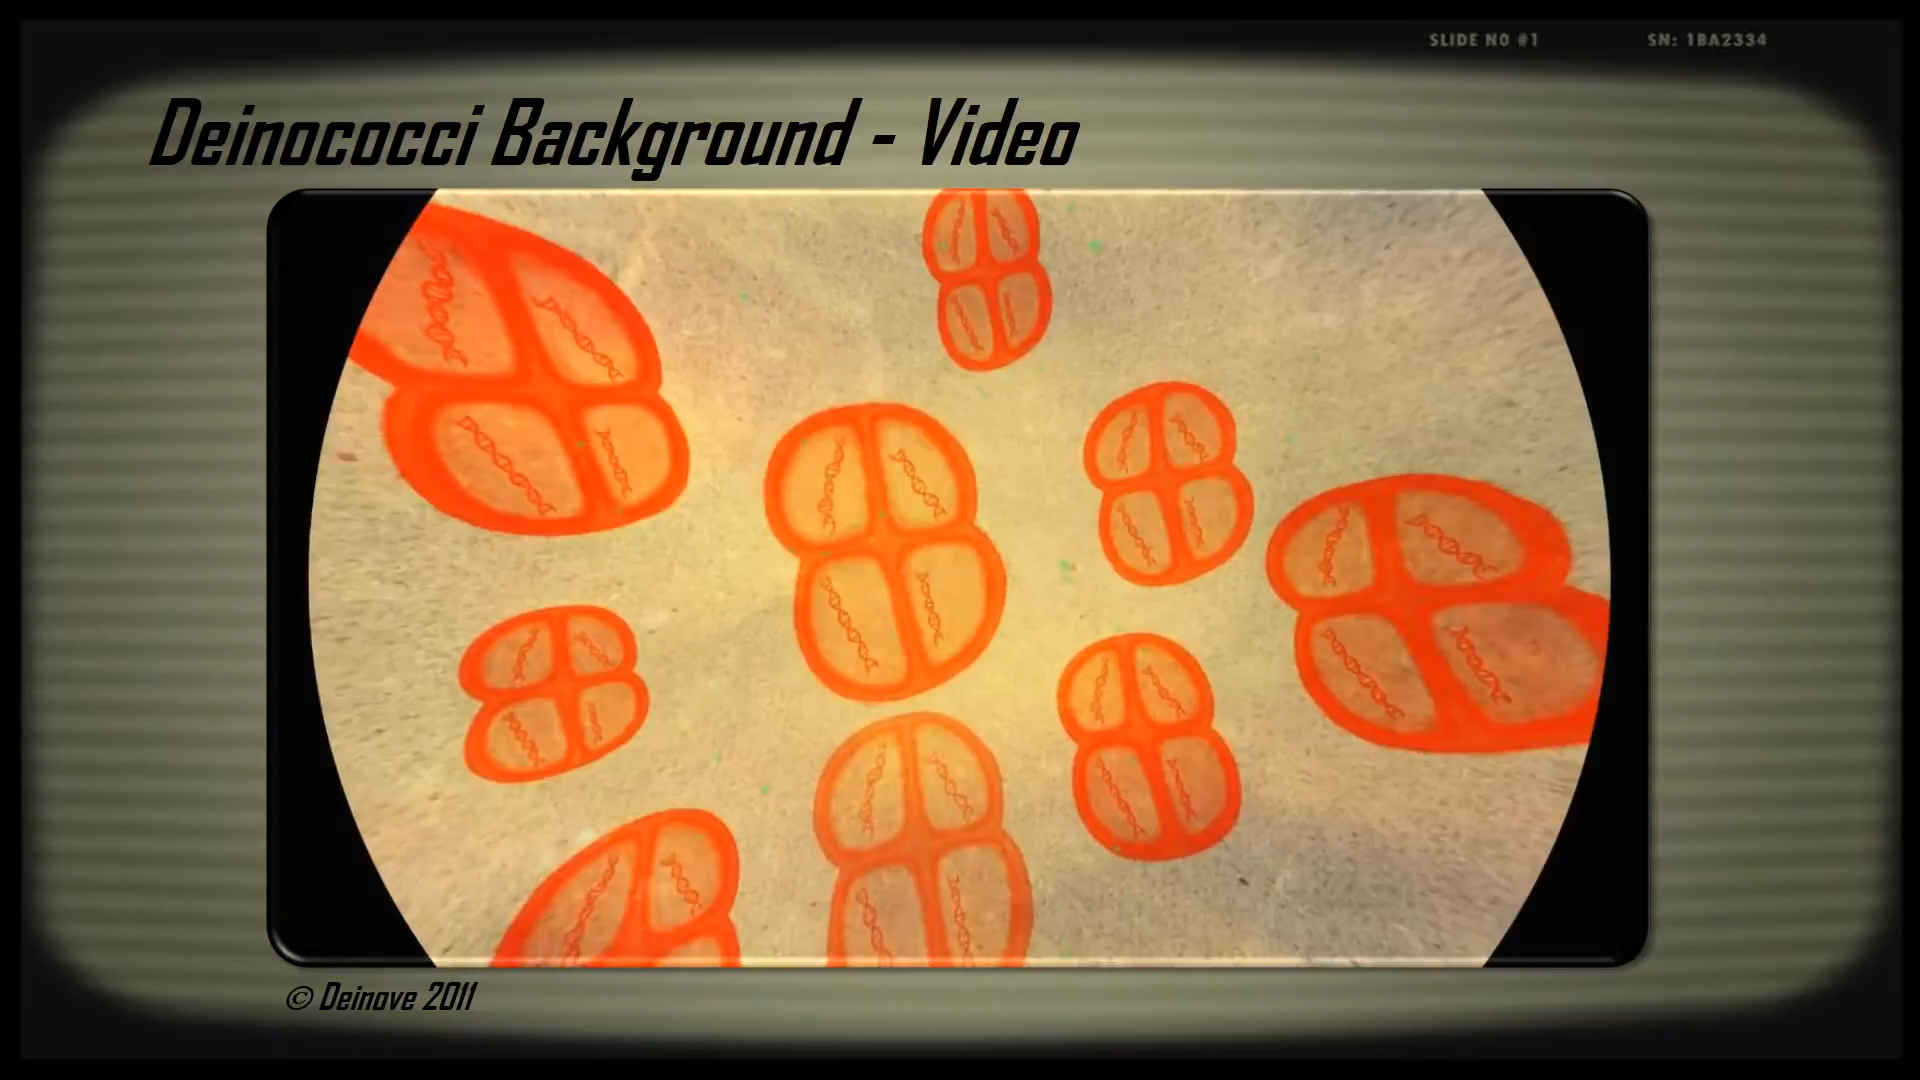 SLIDE NO #1 SN: 1BA2334
Deinococci Background - Video
© Deinove 2011